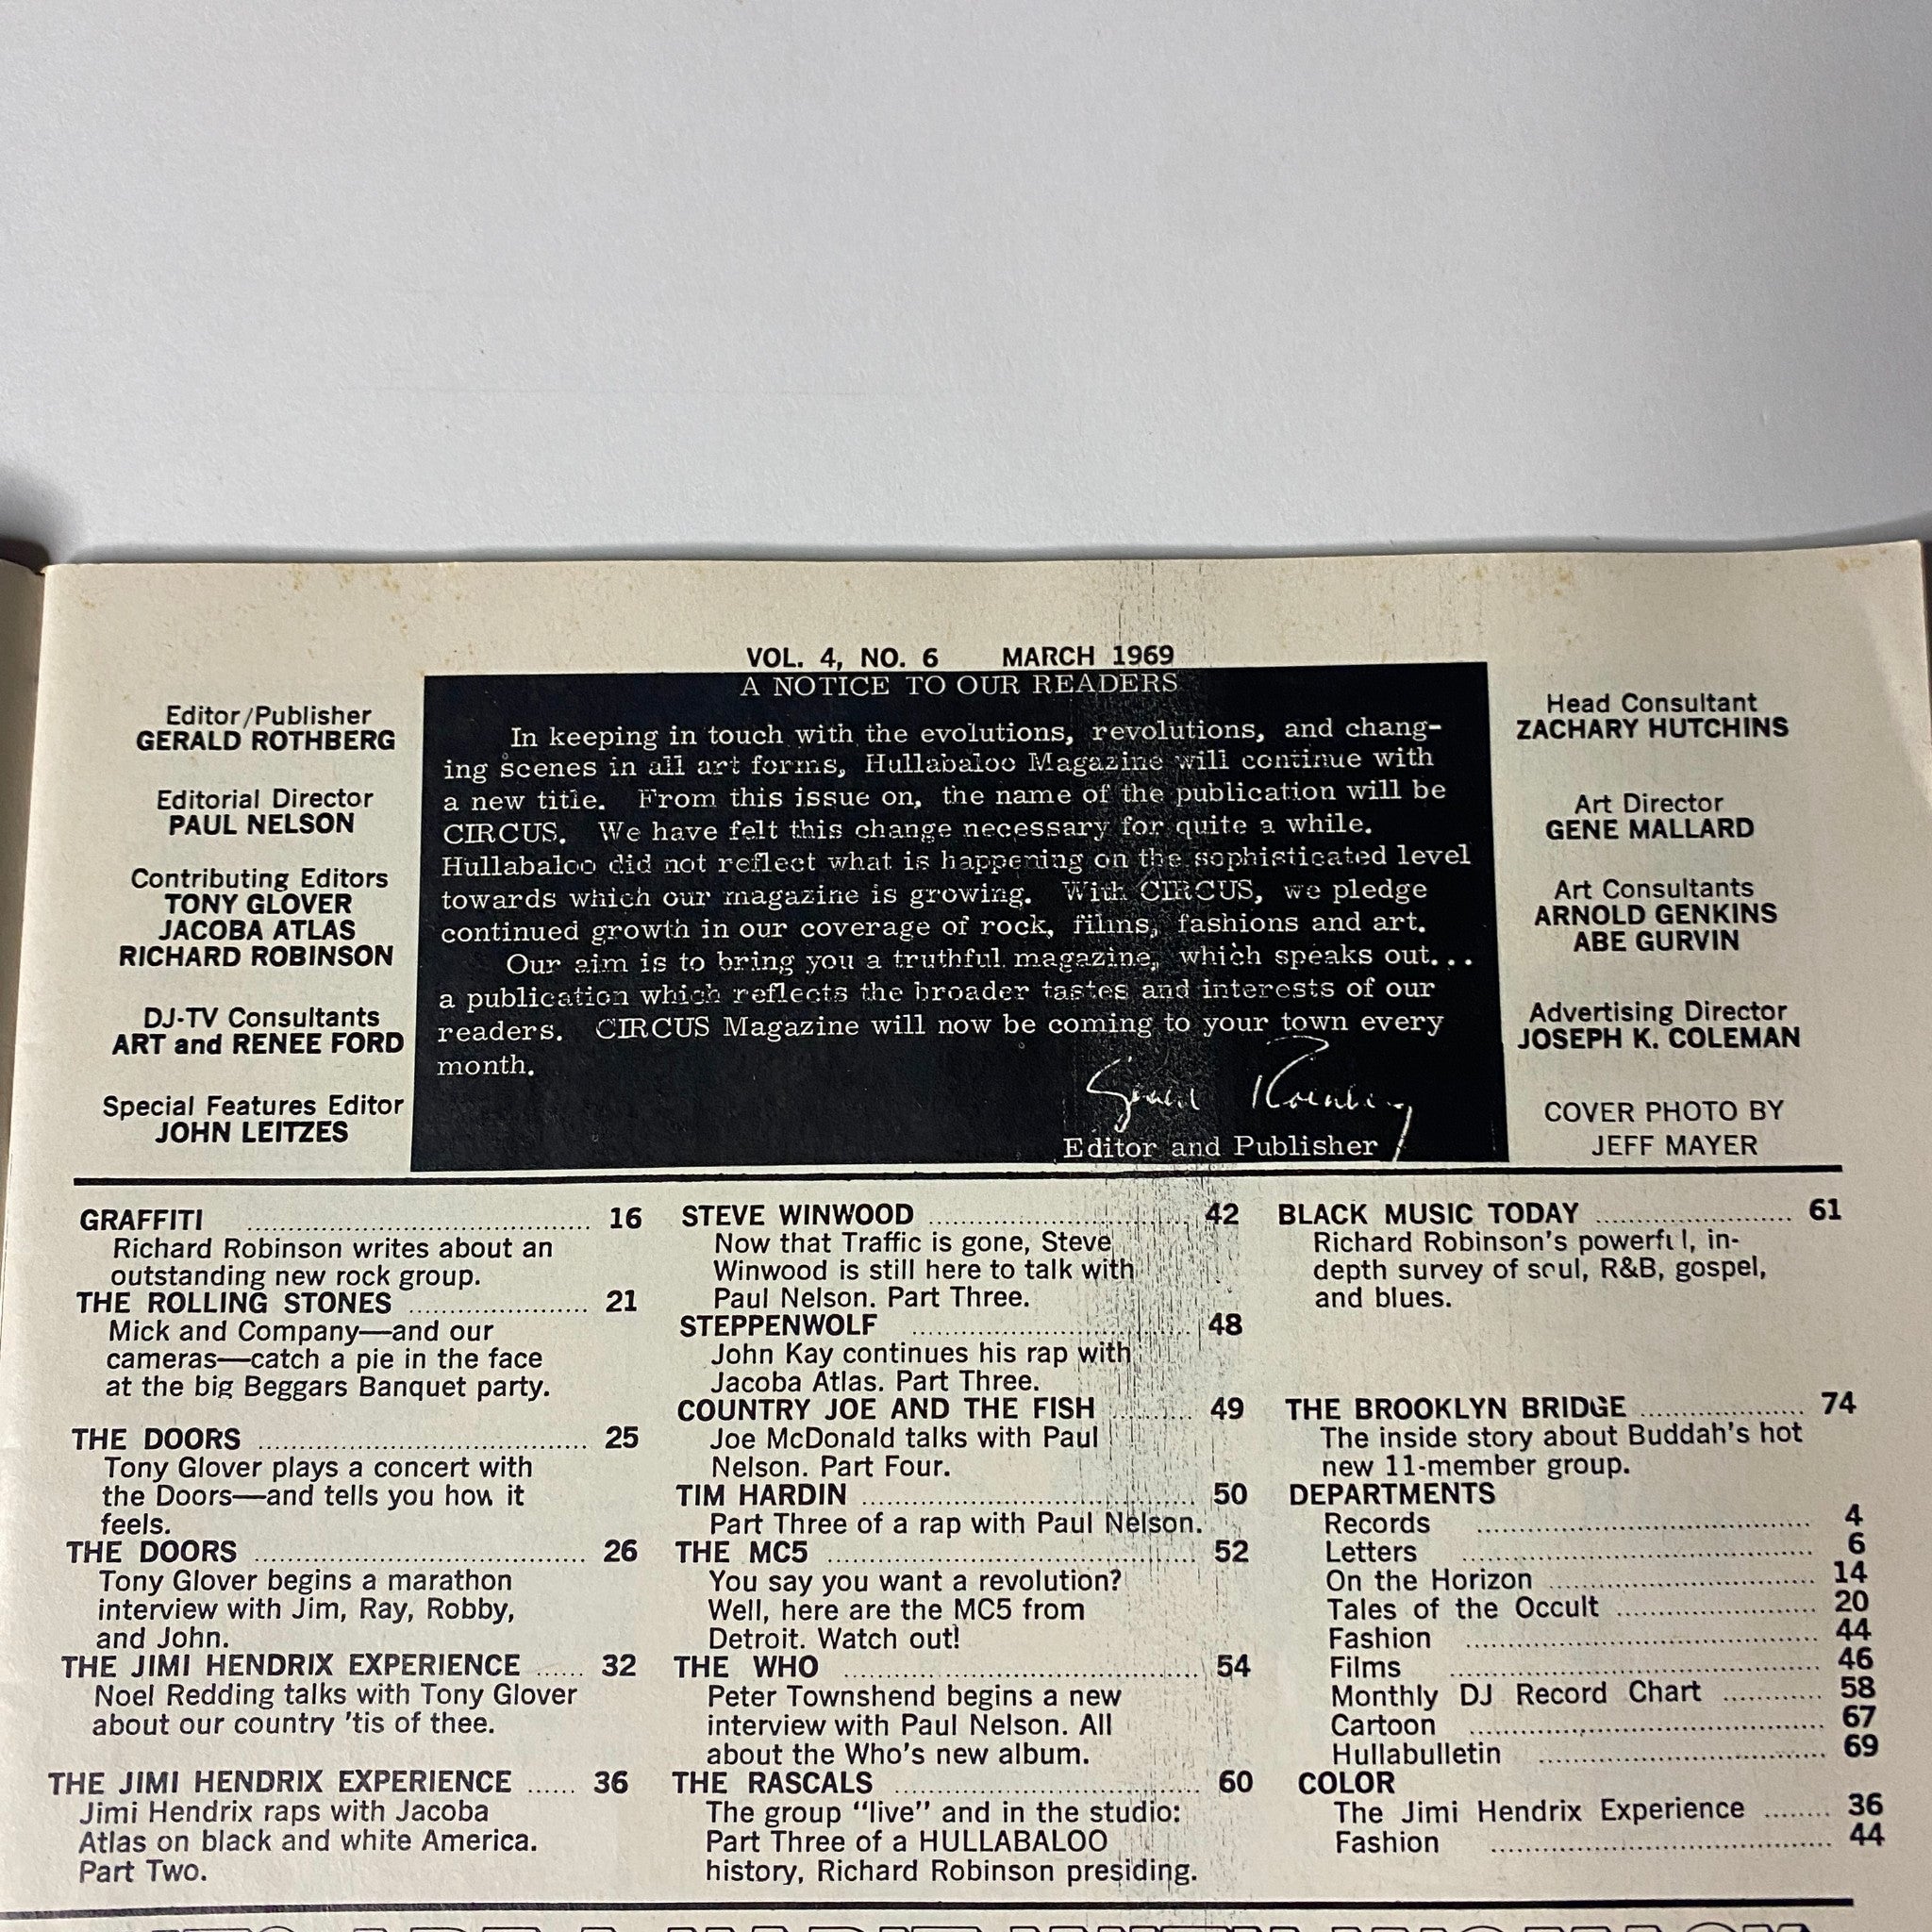 VOL. 4, NO. 6 MARCH 1969
Editor/Publisher
GERALD ROTHBERG
Editorial Director
PAUL NELSON
Contributing Editors
TONY GLOVER
JACOBA ATLAS
RICHARD ROBINSON
DJ-TV Consultants
ART and RENEE FORD
Special Features Editor
JOHN LEITZES
A NOTICE TO OUR READERS
In keeping in touch with the evolutions, revolutions, and chang-
ing scenes in all art forms, Hullabaloo Magazine will continue with
a new title. From this issue on, the name of the publication will be
CIRCUS. We have felt this change necessary for quite a while.
Hullabaloo did not reflect what is happening on the sophisticated level
towards which our magazine is growing. With CIRCUS, we pledge
continued growth in our coverage of rock, films, fashions and art.
Our aim is to bring you a truthful magazine, which speaks out...
a publication which reflects the broader tastes and interests of our
readers. CIRCUS Magazine will now be coming to your town every
month.
Editor and Publisher
Head Consultant
ZACHARY HUTCHINS
Art Director
GENE MALLARD
Art Consultants
ARNOLD GENKINS
ABE GURVIN
Advertising Director
JOSEPH K. COLEMAN
COVER PHOTO BY
JEFF MAYER
GRAFFITI 16
Richard Robinson writes about an
outstanding new rock group.
THE ROLLING STONES 21
Mick and Company—and our
cameras—catch a pie in the face
at the big Beggars Banquet party.
THE DOORS 25
Tony Glover plays a concert with
the Doors—and tells you how it
feels.
THE DOORS 26
Tony Glover begins a marathon
interview with Jim, Ray, Robby,
and John.
THE JIMI HENDRIX EXPERIENCE 32
Noel Redding talks with Tony Glover
about our country 'tis of thee.
THE JIMI HENDRIX EXPERIENCE 36
Jimi Hendrix raps with Jacoba
Atlas on black and white America.
Part Two.
STEVE WINWOOD 42
Now that Traffic is gone, Steve
Winwood is still here to talk with
Paul Nelson. Part Three.
STEPPENWOLF 48
John Kay continues his rap with
Jacoba Atlas. Part Three.
COUNTRY JOE AND THE FISH 49
Joe McDonald talks with Paul
Nelson. Part Four.
TIM HARDIN 50
Part Three of a rap with Paul Nelson.
THE MC5 52
You say you want a revolution?
Well, here are the MC5 from
Detroit. Watch out!
THE WHO 54
Peter Townshend begins a new
interview with Paul Nelson. All
about the Who's new album.
THE RASCALS 60
The group "live" and in the studio:
Part Three of a HULLABALOO
history, Richard Robinson presiding.
BLACK MUSIC TODAY 61
Richard Robinson's powerful, in-
depth survey of soul, R&B, gospel,
and blues.
THE BROOKLYN BRIDGE 74
The inside story about Buddah's hot
new 11-member group.
DEPARTMENTS
Records 4
Letters 6
On the Horizon 14
Tales of the Occult 20
Fashion 44
Films 46
Monthly DJ Record Chart 58
Cartoon 67
Hullabulletin 69
COLOR
The Jimi Hendrix Experience 36
Fashion 44